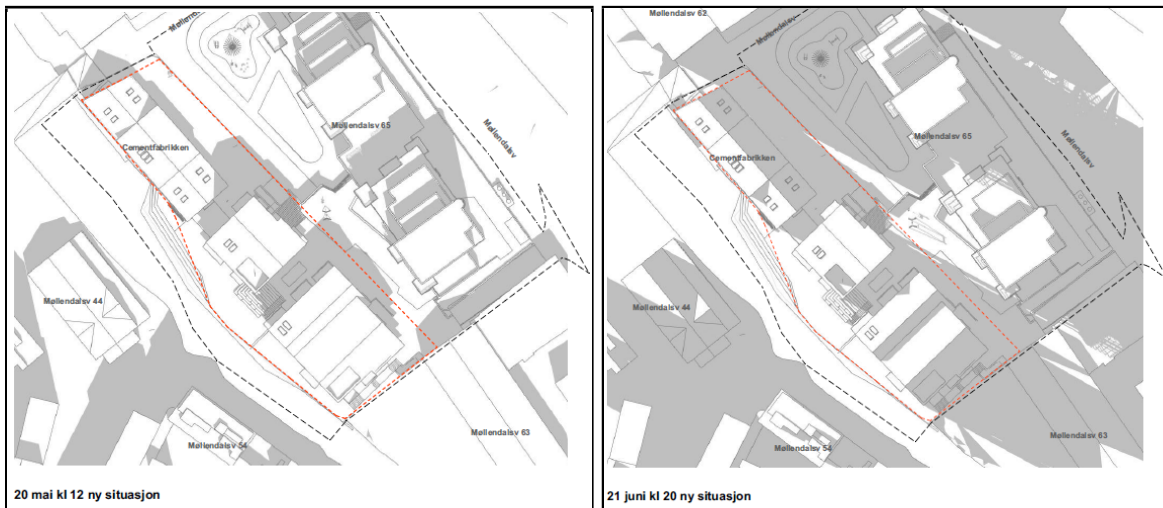 Møllendalsv 65
Møllendalsv
Cementfabrikken
Møllendalsv 44
Møllendalsv 54
Møllendalsv 63
20 mai kl 12 ny situasjon
Møllendalsv 62
Møllendalsv
Møllendalsv 65
Møllendalsv
Cementfabrikken
Møllendalsv 44
Møllendalsv 54
Møllendalsv 63
21 juni kl 20 ny situasjon